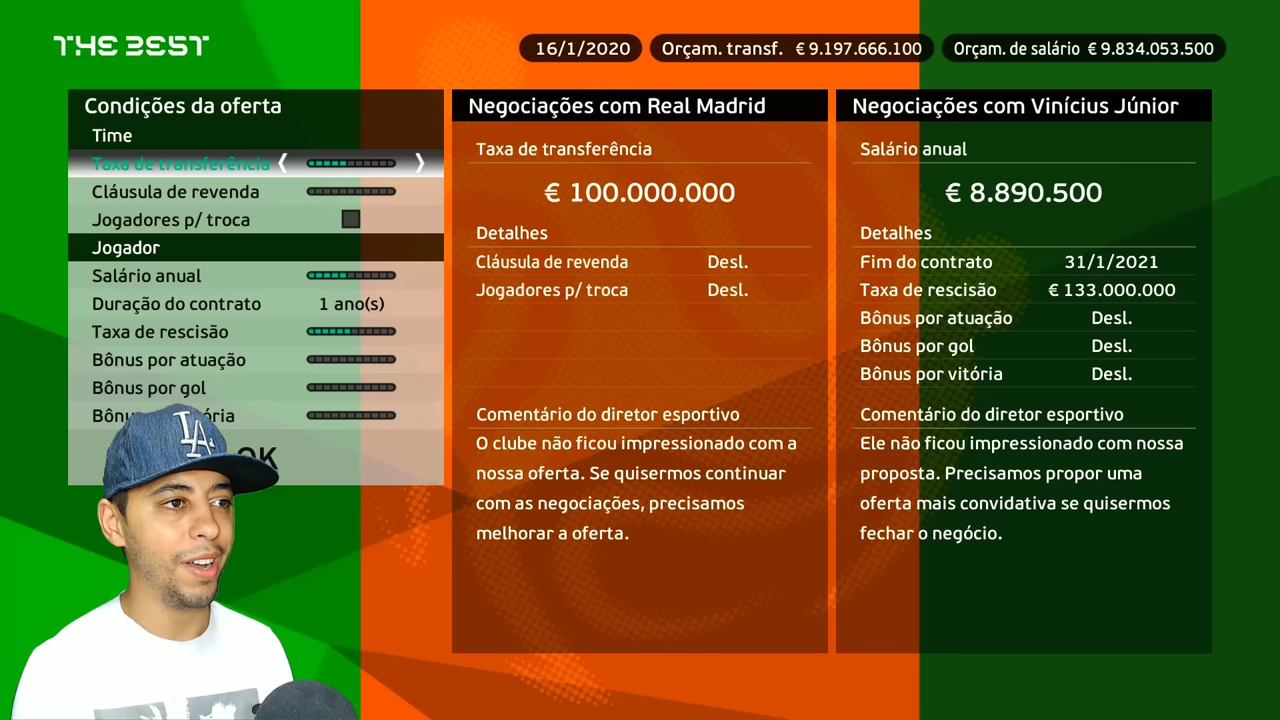 THE BEST
16/1/2020
Orçam. transf. € 9.197.666.100
Orçam. de salário € 9.834.053.500
Condições da oferta
Time
Taxa de transferência
Cláusula de revenda
Jogadores p/ troca
Jogador
Salário anual
Duração do contrato 1 ano(s)
Taxa de rescisão
Bônus por atuação
Bônus por gol
OK
LA
Negociações com Real Madrid
Taxa de transferência
€ 100.000.000
Detalhes
Cláusula de revenda Desl.
Jogadores p/ troca Desl.
Comentário do diretor esportivo
O clube não ficou impressionado com a
nossa oferta. Se quisermos continuar
com as negociações, precisamos
melhorar a oferta.
Negociações com Vinícius Júnior
Salário anual
€ 8.890.500
Detalhes
Fim do contrato 31/1/2021
Taxa de rescisão € 133.000.000
Bônus por atuação Desl.
Bônus por gol Desl.
Bônus por vitória Desl.
Comentário do diretor esportivo
Ele não ficou impressionado com nossa
proposta. Precisamos propor uma
oferta mais convidativa se quisermos
fechar o negócio.